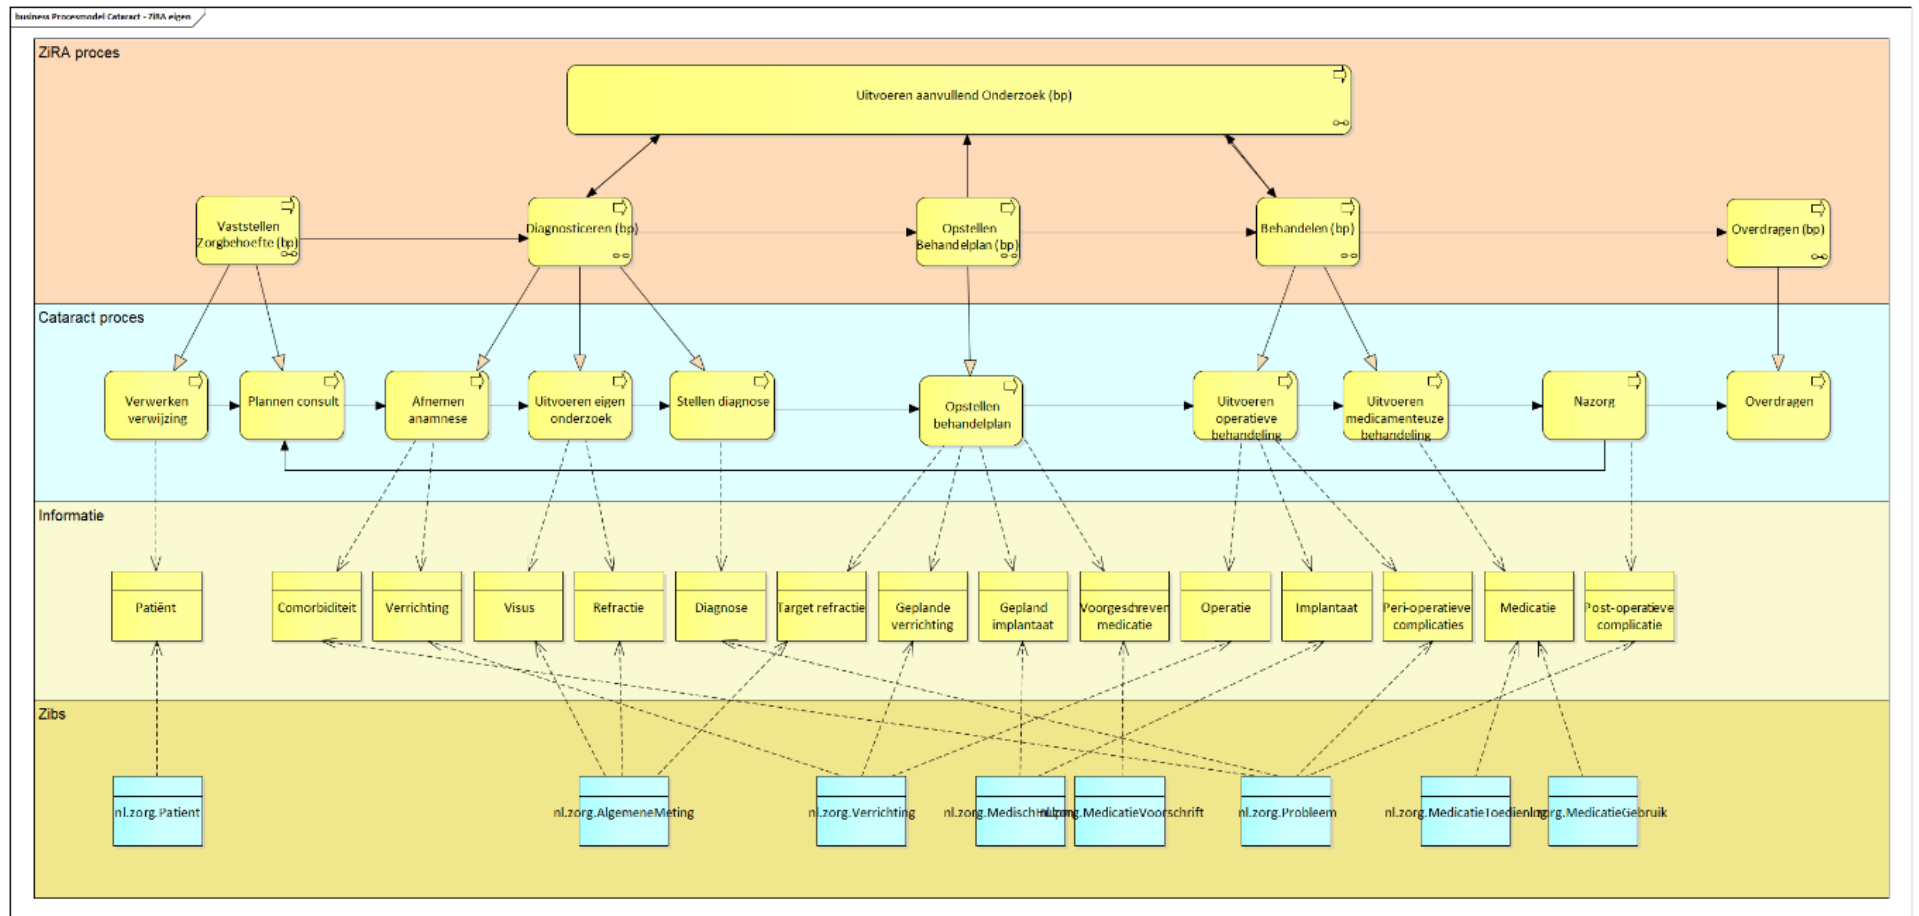 business Procesmodel Cataract - ZiRA eigen
ZiRA proces
Uitvoeren aanvullend Onderzoek (bp)
Vaststellen
Zorgbehoefte (bp)
Diagnosticeren (bp)
Opstellen
Behandelplan (bp)
Behandelen (bp)
Overdragen (bp)
Cataract proces
Verwerken
verwijzing
Plannen consult
Afnemen
anamnese
Uitvoeren eigen
onderzoek
Stellen diagnose
Opstellen
behandelplan
Uitvoeren
operatieve
behandeling
Uitvoeren
medicamenteuze
behandeling
Nazorg
Overdragen
Informatie
Patiënt
Comorbiditeit
Verrichting
Visus
Refractie
Diagnose
Target refractie
Geplande
verrichting
Gepland
implantaat
Voorgeschreven
medicatie
Operatie
Implantaat
Peri-operatieve
complicaties
Medicatie
Post-operatieve
complicatie
Zibs
nl.zorg.Patient
nl.zorg.AlgemeneMeting
nl.zorg.Verrichting
nl.zorg.MedicatieVoorschrift
nl.zorg.Probleem
nl.zorg.MedicatieToediening
zorg.MedicatieGebruik